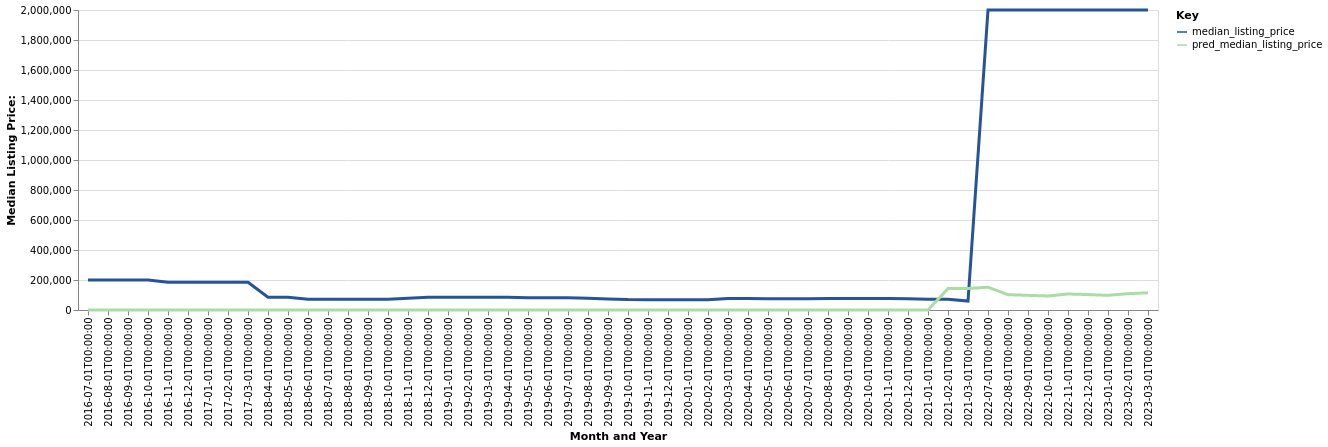 2,000,000
1,800,000
1,600,000
1,400,000
1,200,000
1,000,000
800,000
600,000
400,000
200,000
0
Median Listing Price:
2016-07-01T00:00:00
2016-08-01T00:00:00
2016-09-01T00:00:00
2016-10-01T00:00:00
2016-11-01T00:00:00
2016-12-01T00:00:00
2017-01-01T00:00:00
2017-02-01T00:00:00
2017-03-01T00:00:00
2018-04-01T00:00:00
2018-05-01T00:00:00
2018-06-01T00:00:00
2018-07-01T00:00:00
2018-08-01T00:00:00
2018-09-01T00:00:00
2018-10-01T00:00:00
2018-11-01T00:00:00
2018-12-01T00:00:00
2019-01-01T00:00:00
2019-02-01T00:00:00
2019-03-01T00:00:00
2019-04-01T00:00:00
2019-05-01T00:00:00
2019-06-01T00:00:00
2019-07-01T00:00:00
2019-08-01T00:00:00
2019-09-01T00:00:00
2019-10-01T00:00:00
2019-11-01T00:00:00
2019-12-01T00:00:00
2020-01-01T00:00:00
2020-02-01T00:00:00
2020-03-01T00:00:00
2020-04-01T00:00:00
2020-05-01T00:00:00
2020-06-01T00:00:00
2020-07-01T00:00:00
2020-08-01T00:00:00
2020-09-01T00:00:00
2020-10-01T00:00:00
2020-11-01T00:00:00
2020-12-01T00:00:00
2021-01-01T00:00:00
2021-02-01T00:00:00
2021-03-01T00:00:00
2022-07-01T00:00:00
2022-08-01T00:00:00
2022-09-01T00:00:00
2022-10-01T00:00:00
2022-11-01T00:00:00
2022-12-01T00:00:00
2023-01-01T00:00:00
2023-02-01T00:00:00
2023-03-01T00:00:00
Month and Year
Key
median_listing_price
pred_median_listing_price